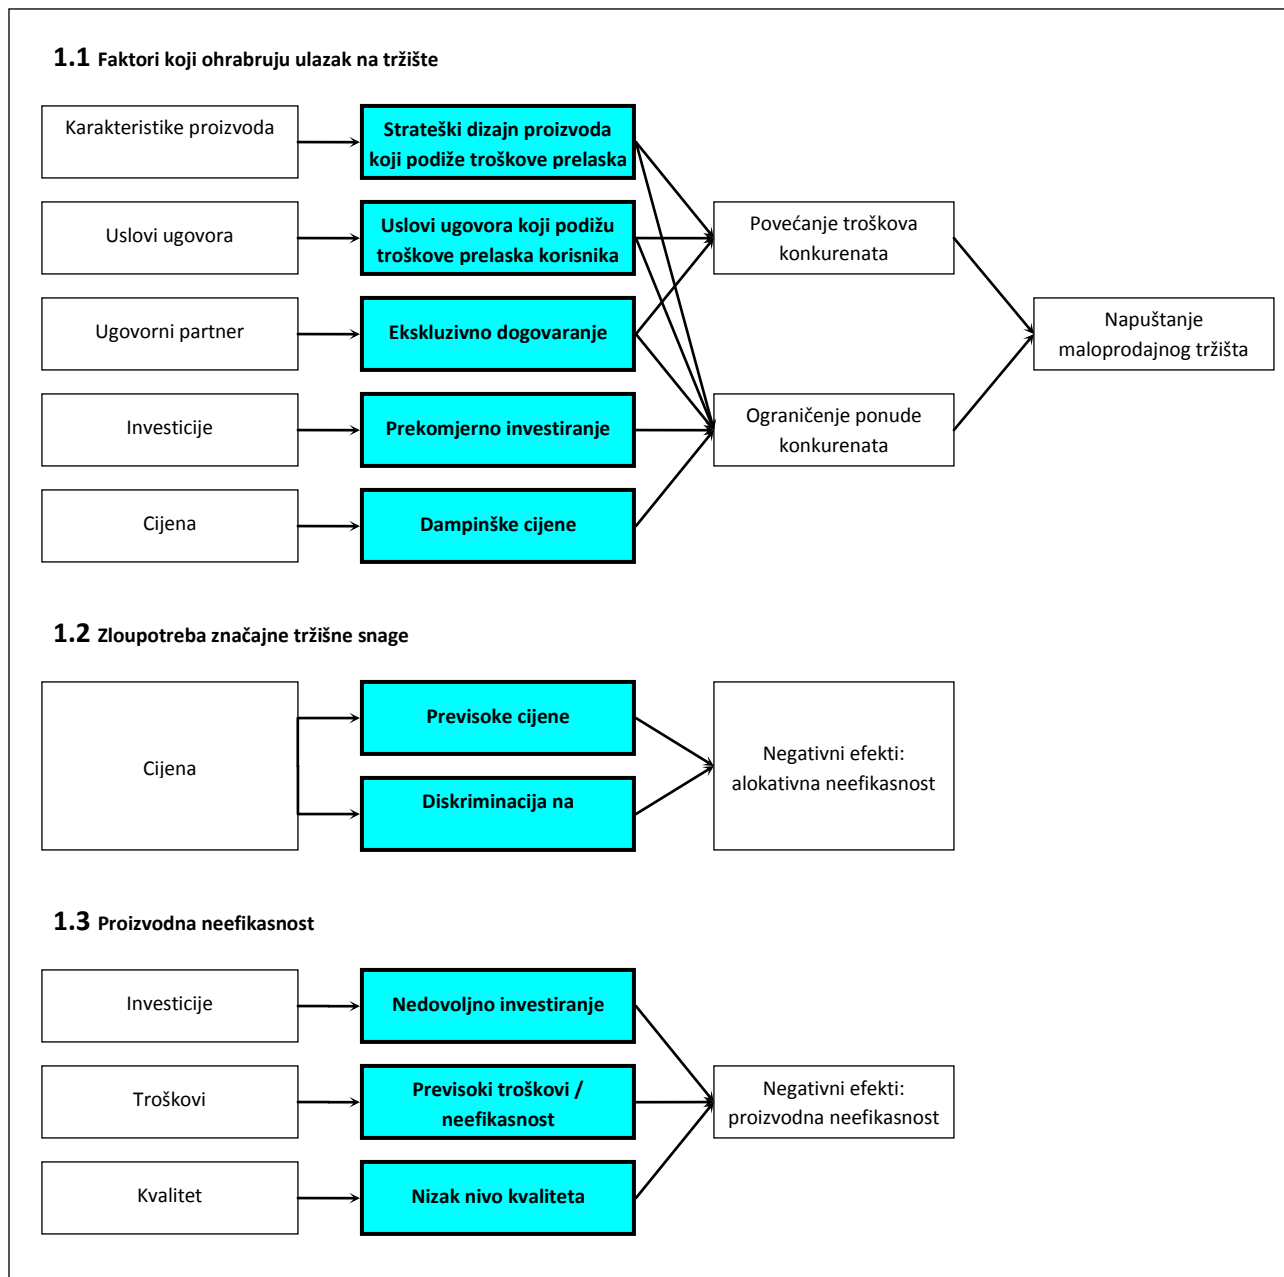 1.1 Faktori koji ohrabruju ulazak na tržište
Karakteristike proizvoda
Strateški dizajn proizvoda
koji podiže troškove prelaska
Uslovi ugovora
Uslovi ugovora koji podižu
troškove prelaska korisnika
Povećanje troškova
konkurenata
Ugovorni partner
Ekskluzivno dogovaranje
Napuštanje
maloprodajnog tržišta
Investicije
Prekomjerno investiranje
Ograničenje ponude
konkurenata
Cijena
Dampinške cijene
1.2 Zloupotreba značajne tržišne snage
Cijena
Previsoke cijene
Diskriminacija na
Negativni efekti:
alokativna neefikasnost
1.3 Proizvodna neefikasnost
Investicije
Nedovoljno investiranje
Troškovi
Previsoki troškovi /
neefikasnost
Negativni efekti:
proizvodna neefikasnost
Kvalitet
Nizak nivo kvaliteta